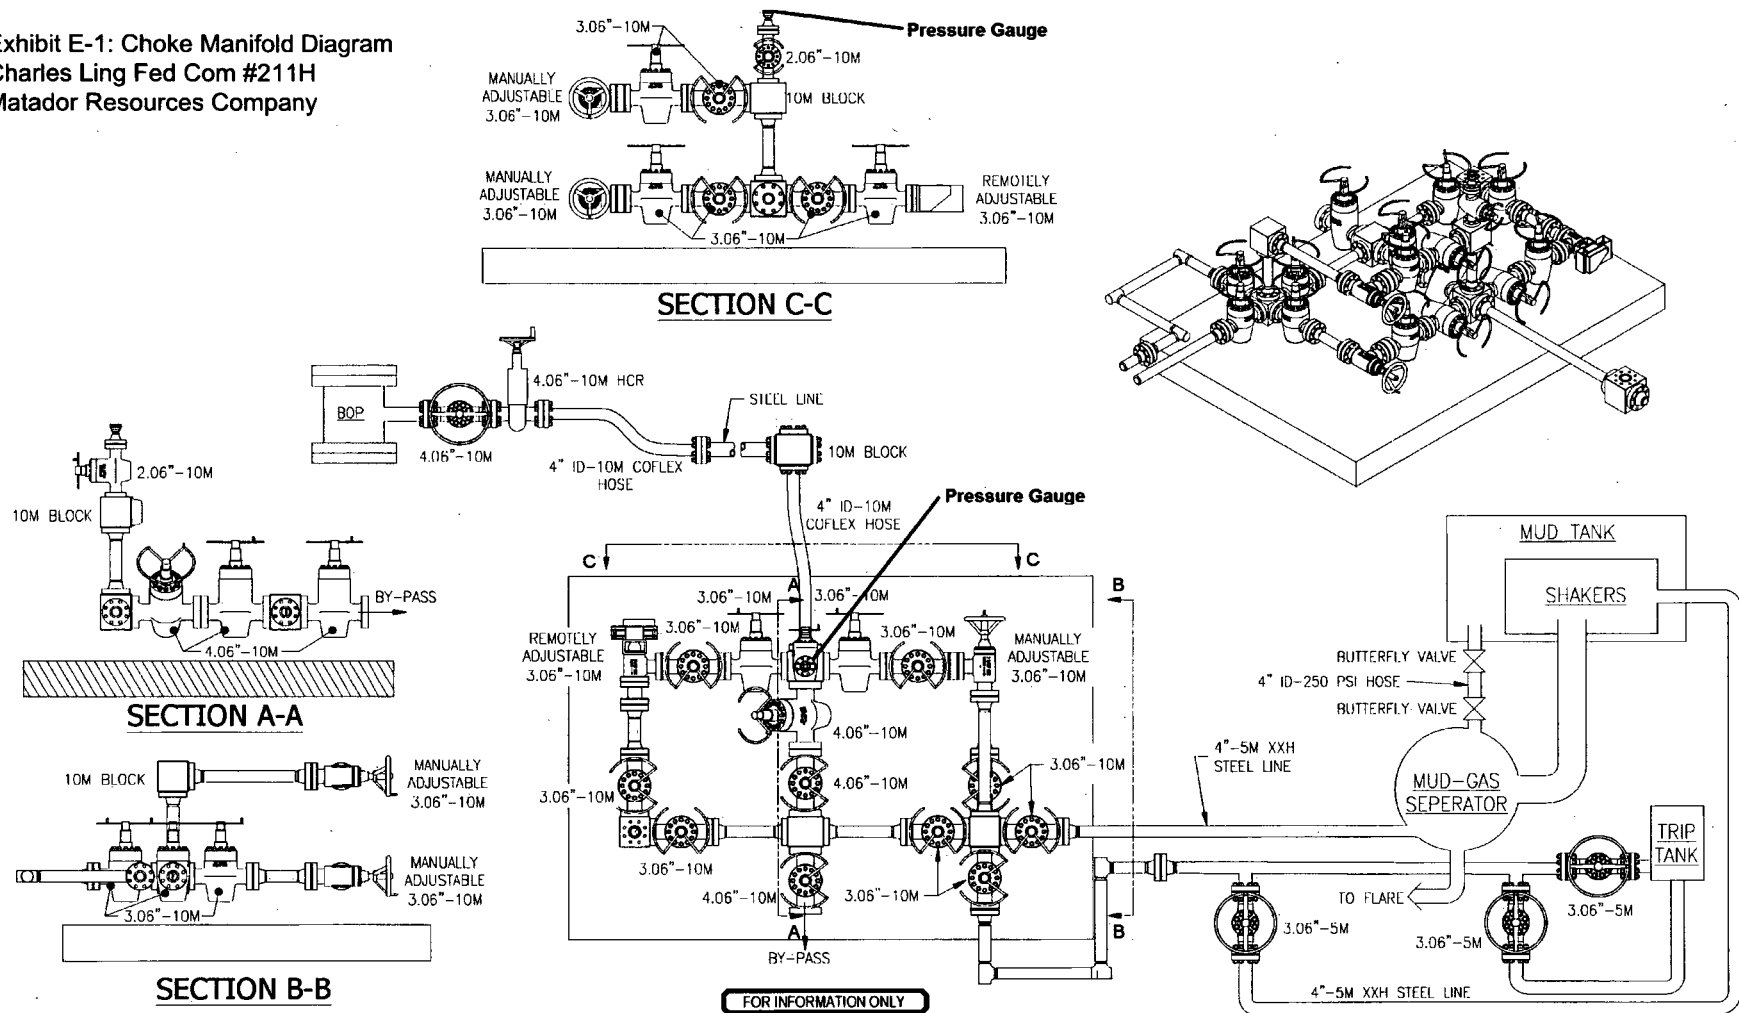 Exhibit E-1: Choke Manifold Diagram
Charles Ling Fed Com #211H
Matador Resources Company
3.06"-10M
Pressure Gauge
2.06"-10M
MANUALLY
ADJUSTABLE
3.06"-10M
10M BLOCK
MANUALLY
ADJUSTABLE
3.06"-10M
REMOTELY
ADJUSTABLE
3.06"-10M
3.06"-10M
SECTION C-C
BOP
4.06"-10M HCR
4.06"-10M
STEEL LINE
4" ID-10M COFLEX
HOSE
10M BLOCK
4" ID-10M
COFLEX HOSE
Pressure Gauge
2.06"-10M
10M BLOCK
BY-PASS
4.06"-10M
SECTION A-A
10M BLOCK
MANUALLY
ADJUSTABLE
3.06"-10M
MANUALLY
ADJUSTABLE
3.06"-10M
3.06"-10M
SECTION B-B
C
C
A
B
3.06"-10M
3.06"-10M
REMOTELY
ADJUSTABLE
3.06"-10M
3.06"-10M
3.06"-10M
MANUALLY
ADJUSTABLE
3.06"-10M
4.06"-10M
4.06"-10M
3.06"-10M
3.06"-10M
3.06"-10M
4.06"-10M
3.06"-10M
A
B
BY-PASS
FOR INFORMATION ONLY
MUD TANK
SHAKERS
BUTTERFLY VALVE
4" ID-250 PSI HOSE
BUTTERFLY VALVE
4"-5M XXH
STEEL LINE
MUD-GAS
SEPERATOR
TRIP
TANK
TO FLARE
3.06"-5M
3.06"-5M
3.06"-5M
4"-5M XXH STEEL LINE